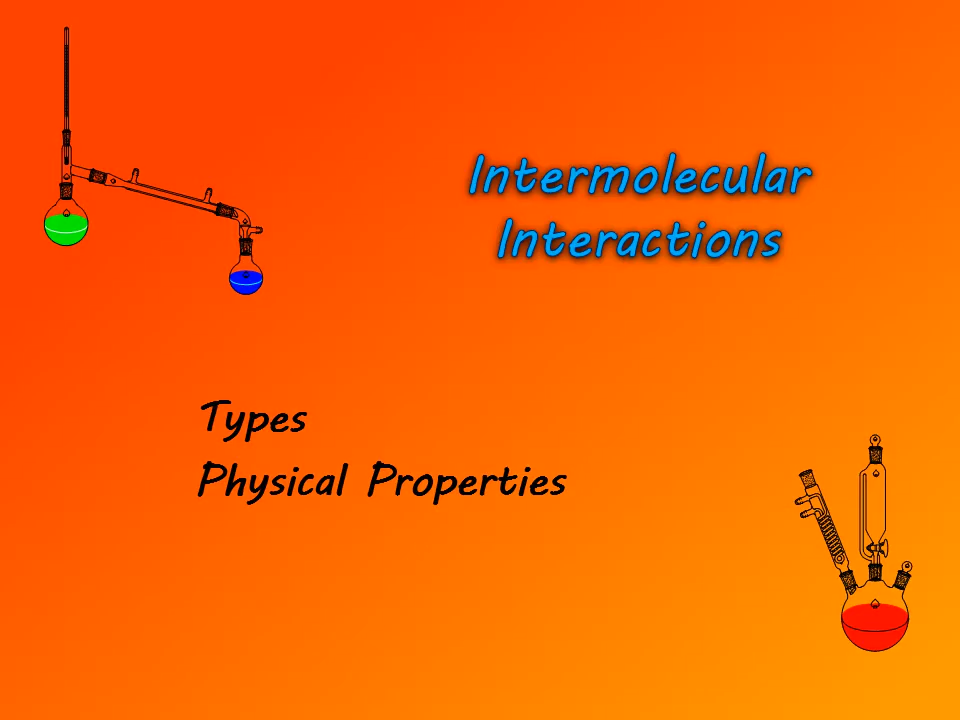 Intermolecular
Interactions
Types
Physical Properties